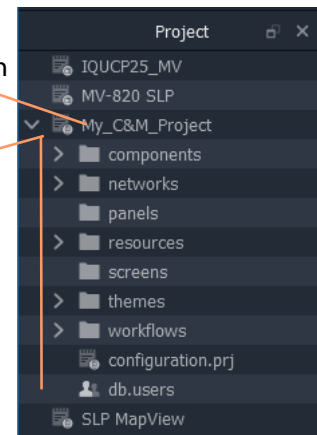 Project
n
IQUCP25_MV
MV-820 SLP
My_C&M_Project
components
networks
panels
resources
screens
themes
workflows
configuration.prj
db.users
SLP MapView